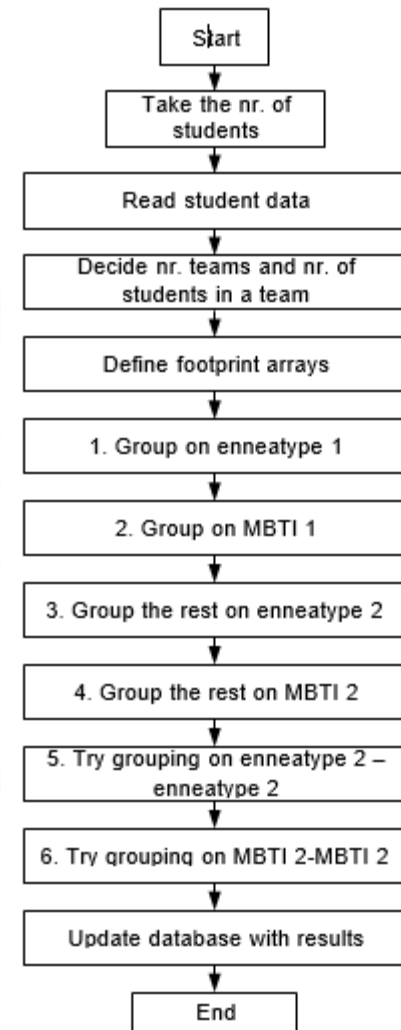 Start
Take the nr. of
students
Read student data
Decide nr. teams and nr. of
students in a team
Define footprint arrays
1. Group on enneatype 1
2. Group on MBTI 1
3. Group the rest on enneatype 2
4. Group the rest on MBTI 2
5. Try grouping on enneatype 2 –
enneatype 2
6. Try grouping on MBTI 2-MBTI 2
Update database with results
End